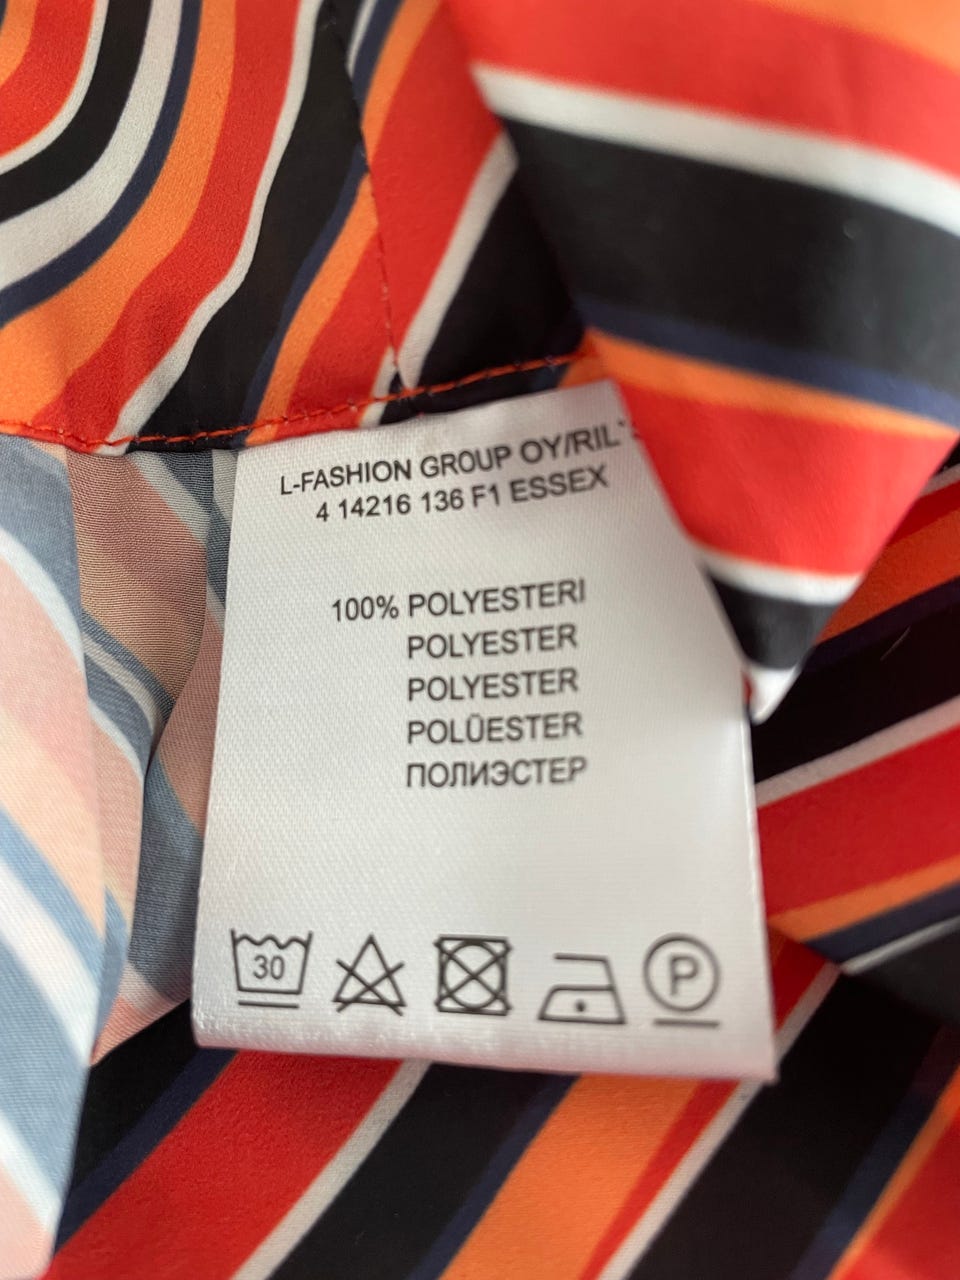 L-FASHION GROUP OY/RIL
4 14216 136 F1 ESSEX
100% POLYESTERI
POLYESTER
POLYESTER
POLÜESTER
ПОЛИЭСТЕР
30
P